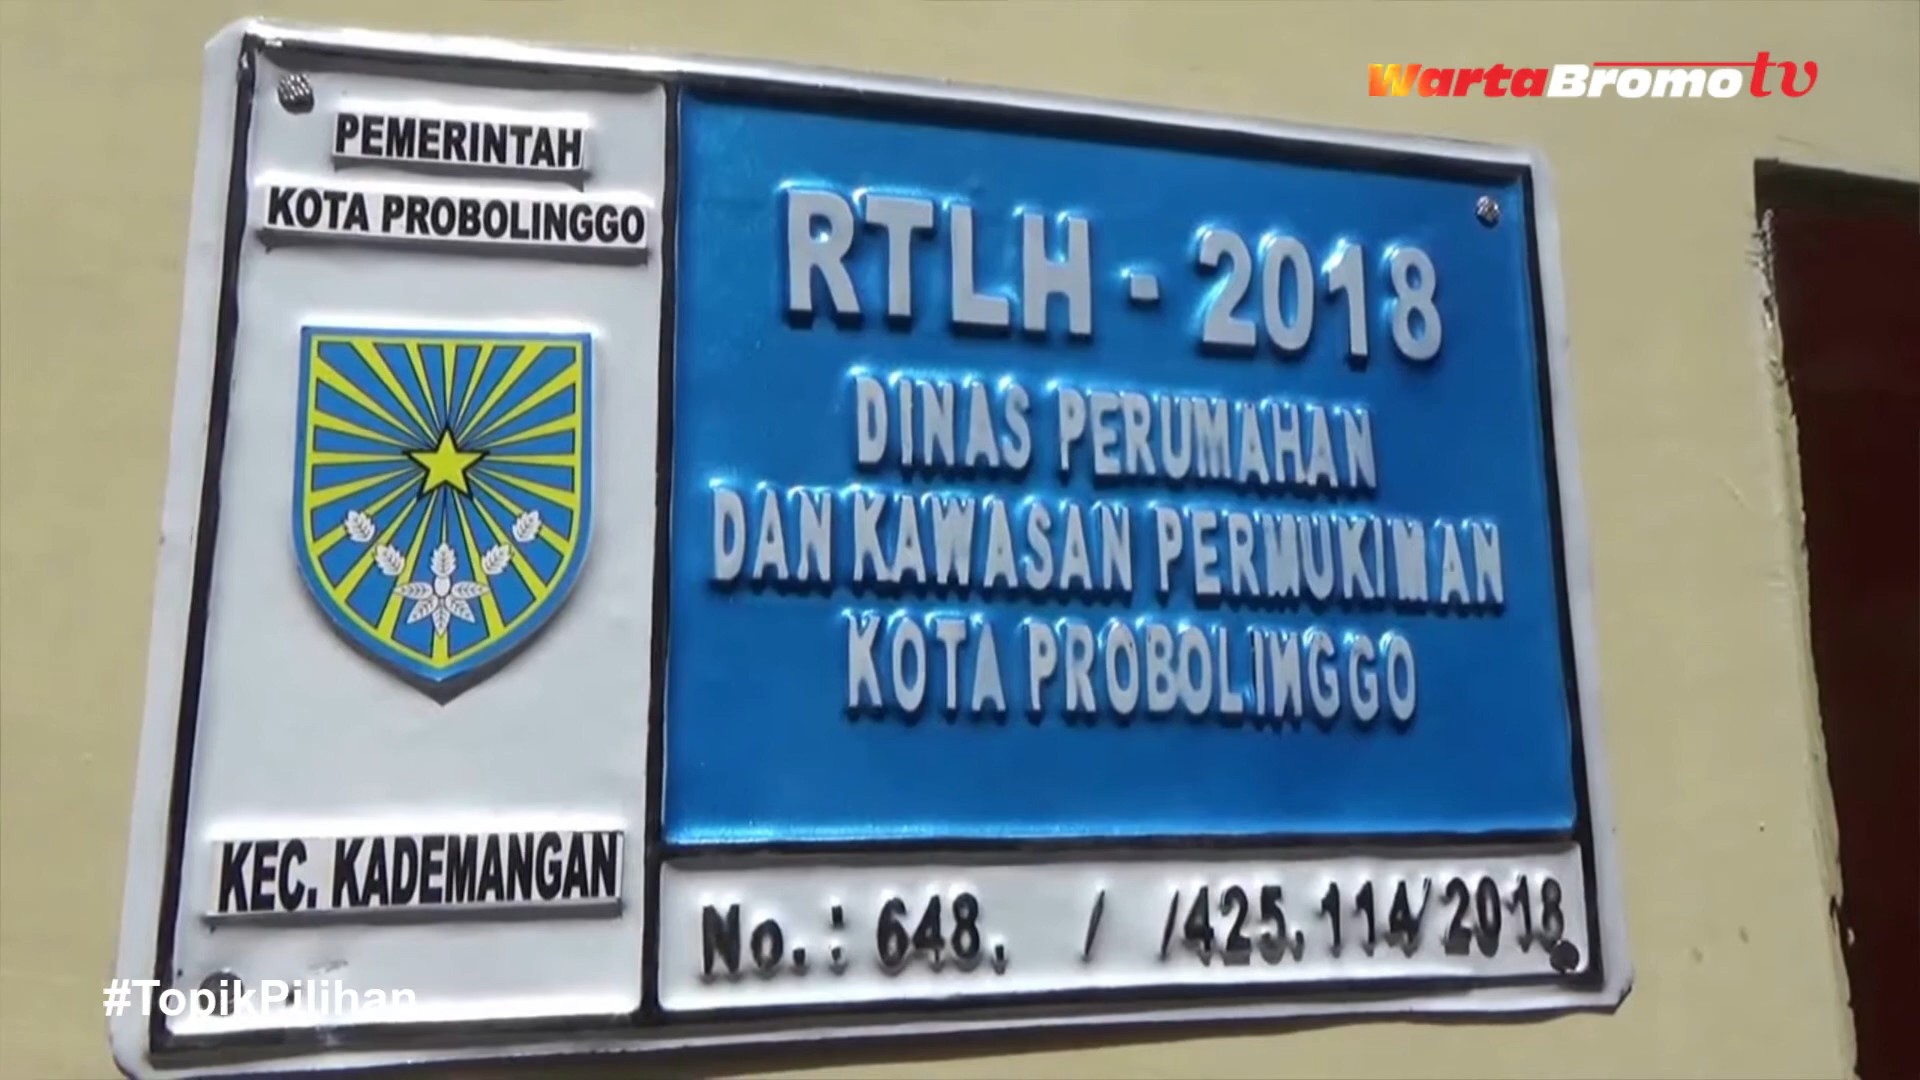 WartaBromo tv
PEMERINTAH
KOTA PROBOLINGGO
KEC. KADEMANGAN
RTLH - 2018
DINAS PERUMAHAN
DAN KAWASAN PERMUKIMAN
KOTA PROBOLINGGO
No. : 648. / /425.114/2018
#TopikPilihan